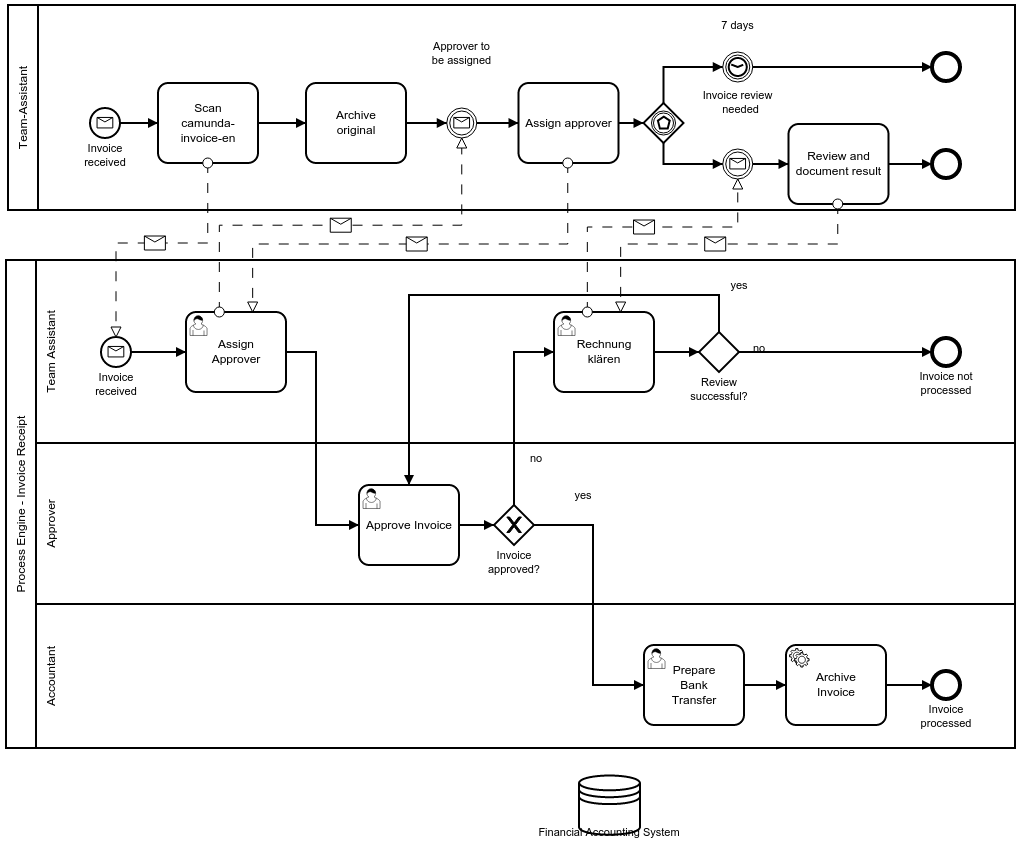 Team-Assistant
7 days
Approver to
be assigned
Scan
camunda-
invoice-en
Archive
original
Assign approver
Invoice
received
Invoice review
needed
Review and
document result
Process Engine - Invoice Receipt
Team Assistant
yes
Assign
Approver
Rechnung
klären
no
Invoice
received
Review
successful?
Invoice not
processed
Approver
no
yes
Approve Invoice
Invoice
approved?
Accountant
Prepare
Bank
Transfer
Archive
Invoice
Invoice
processed
Financial Accounting System